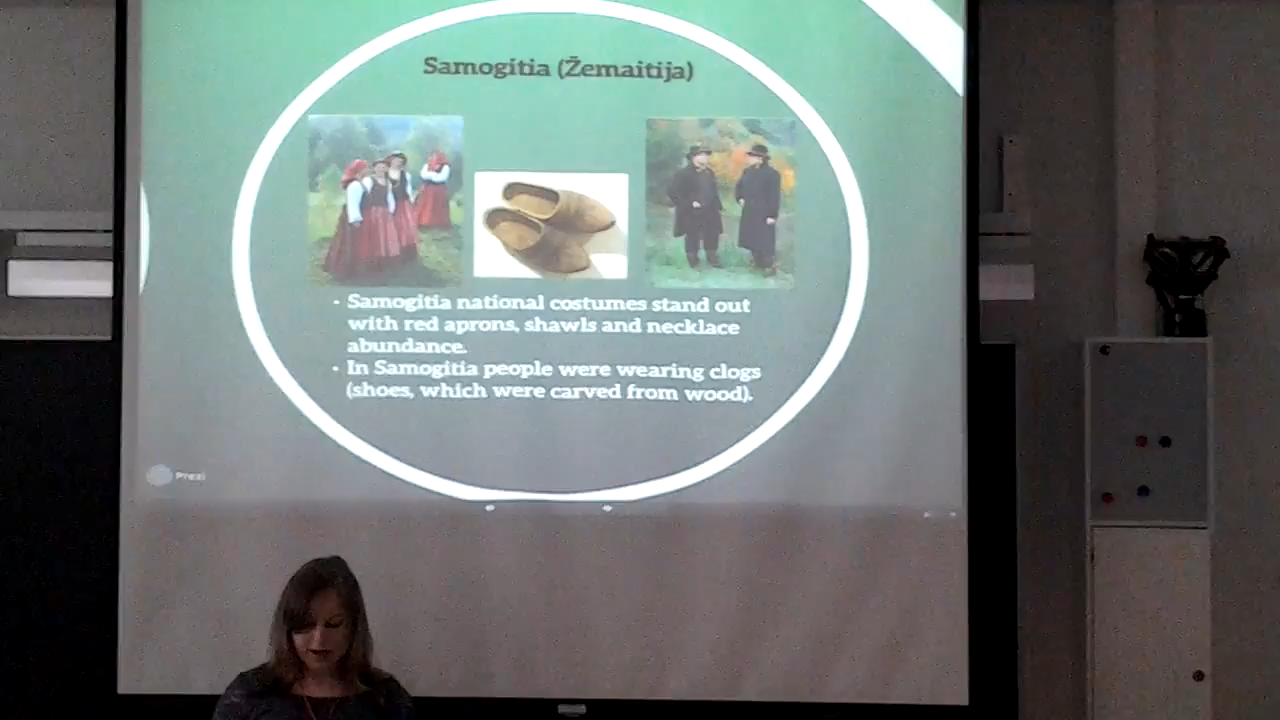 Samogitia (Žemaitija)
• Samogitia national costumes stand out
with red aprons, shawls and necklace
abundance.
• In Samogitia people were wearing clogs
(shoes, which were carved from wood).
Prezi